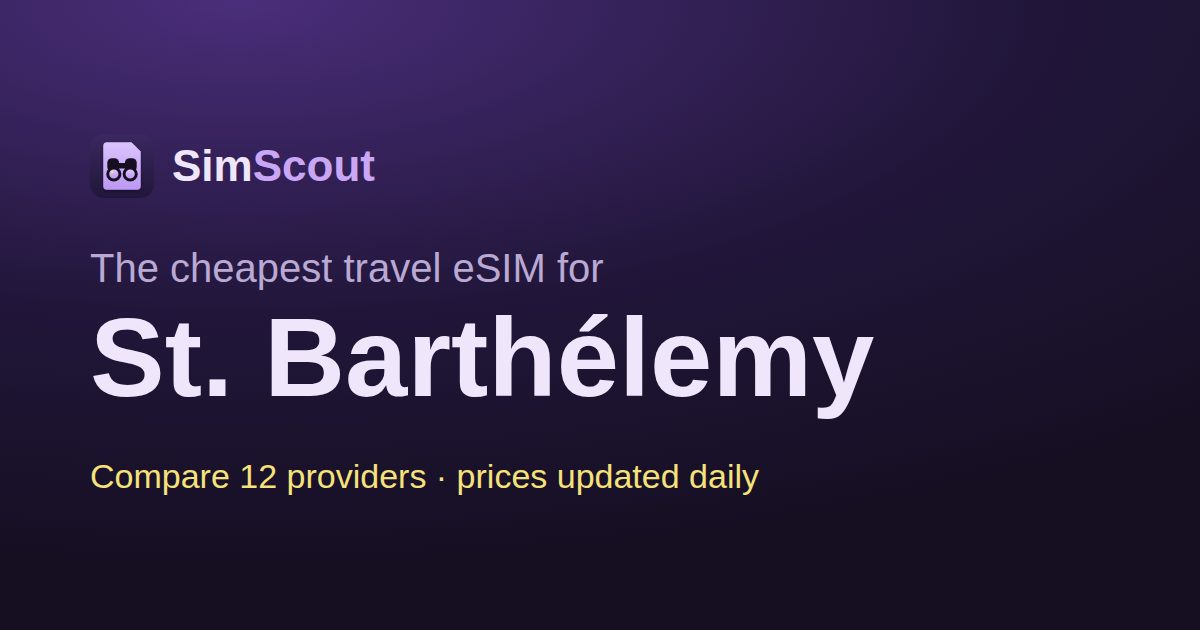 SimScout
The cheapest travel eSIM for
St. Barthélemy
Compare 12 providers · prices updated daily